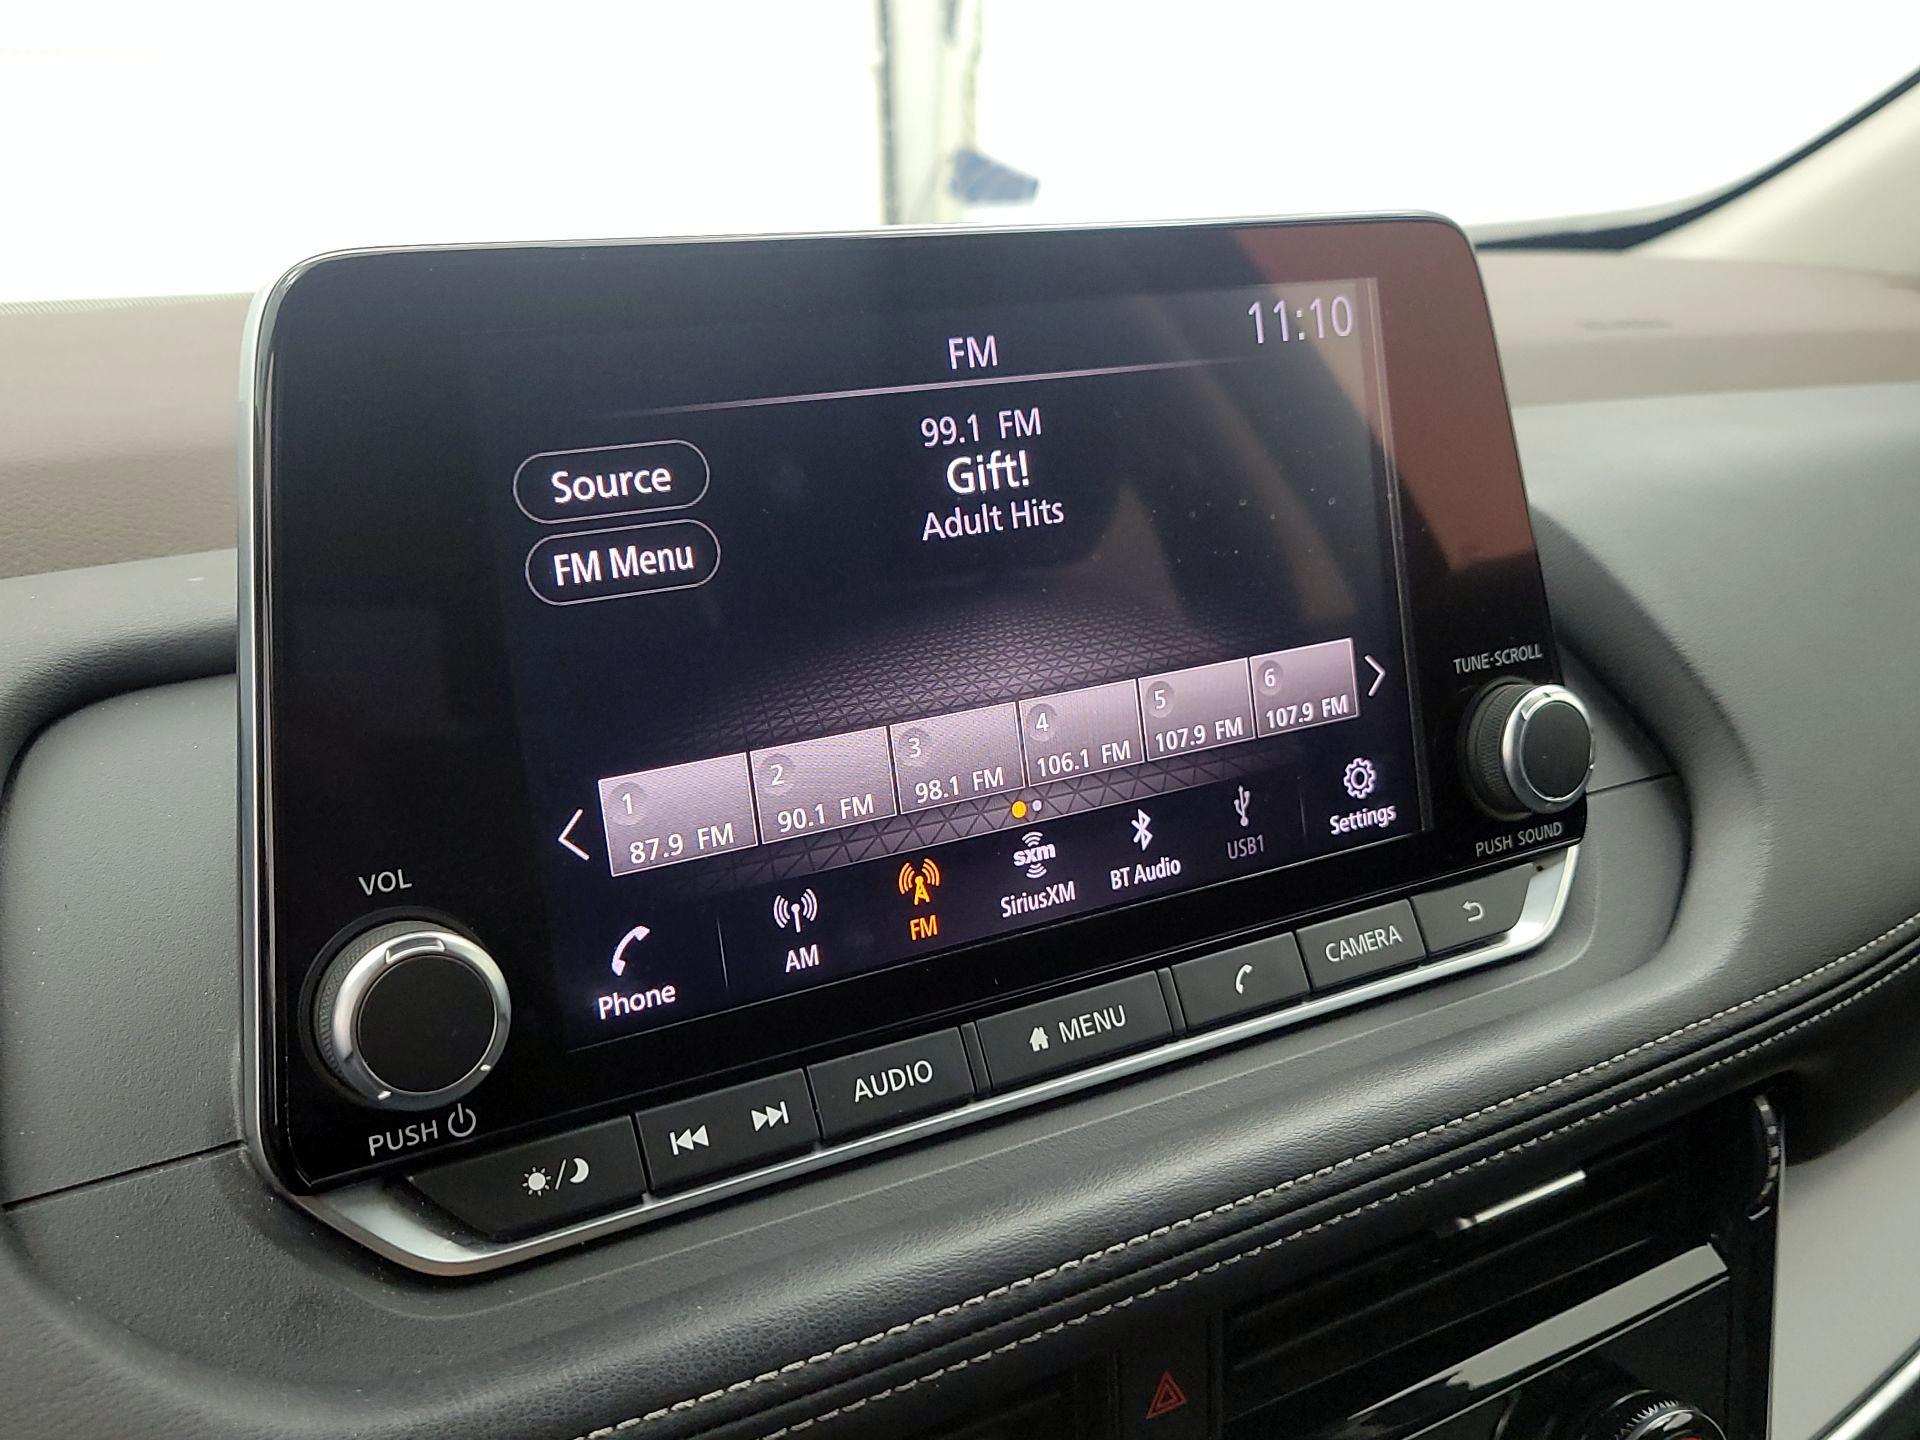 11:10
FM
99.1 FM
Gift!
Adult Hits
Source
FM Menu
1
87.9 FM
2
90.1 FM
3
98.1 FM
4
106.1 FM
5
107.9 FM
6
107.9 FM
Phone
AM
FM
sxm
SiriusXM
BT Audio
USB1
Settings
VOL
PUSH
TUNE·SCROLL
PUSH SOUND
AUDIO
MENU
CAMERA